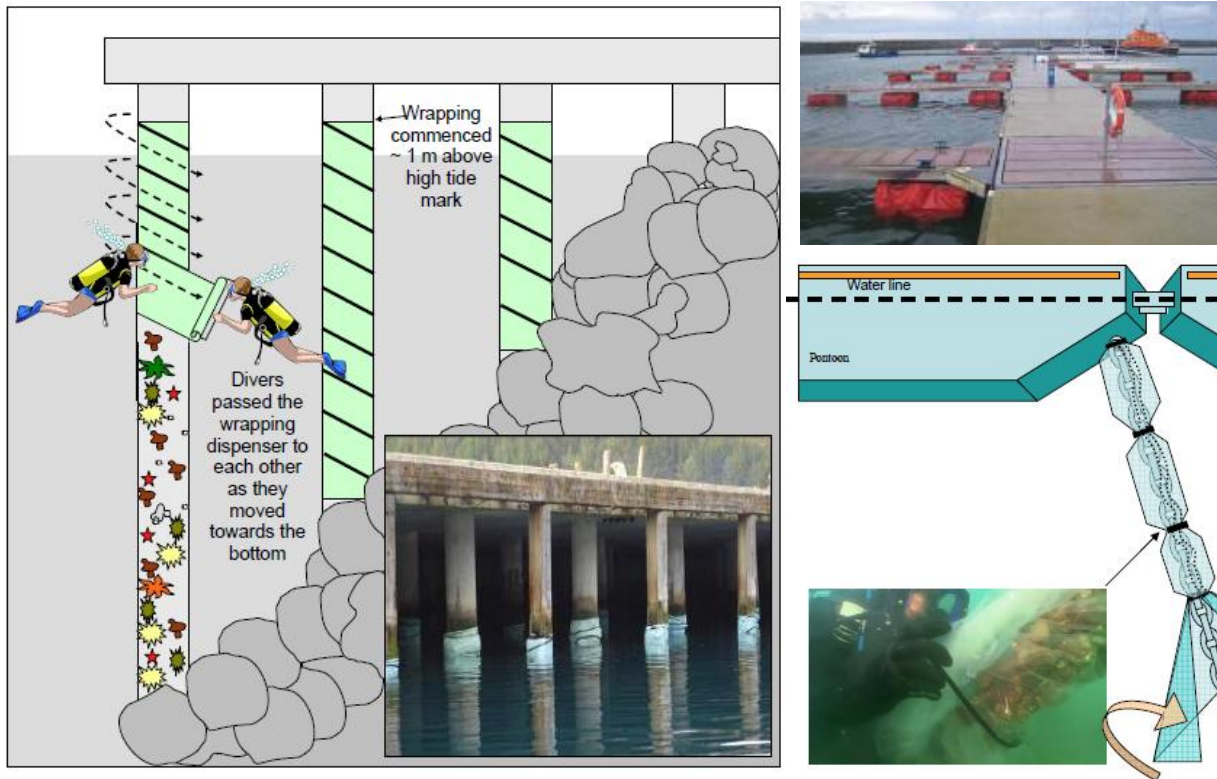 Wrapping
commenced
~ 1 m above
high tide
mark
Divers
passed the
wrapping
dispenser to
each other
as they
moved
towards the
bottom
Water line
Pontoon